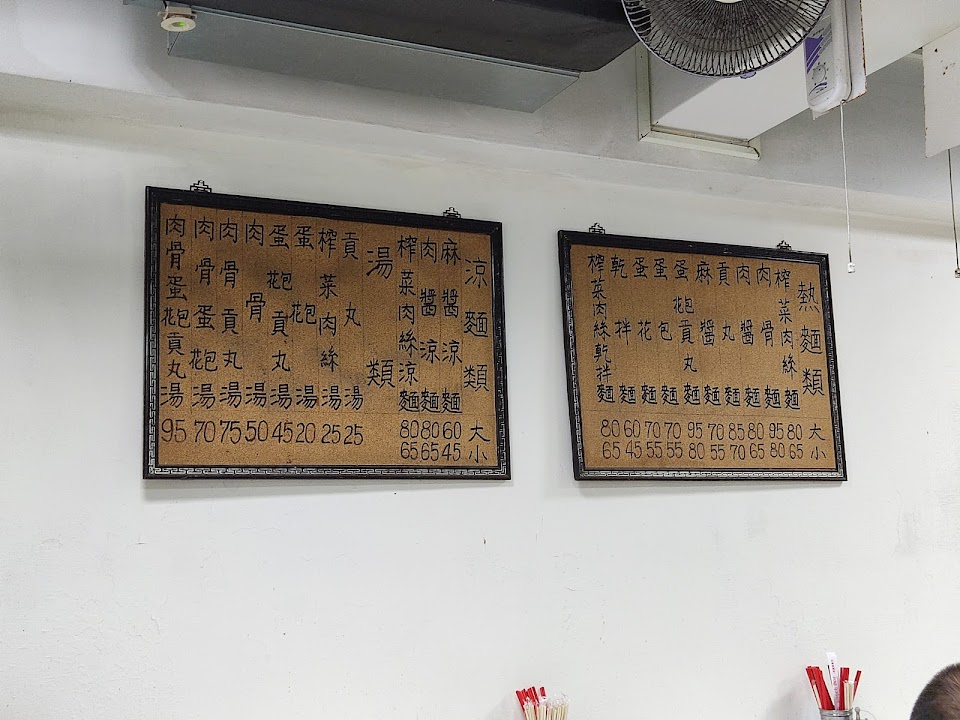 熱麵類 大 小
榨菜肉絲麵 80 65
肉骨麵 95 80
肉醬麵 80 65
貢丸麵 85 70
麻醬麵 70 55
蛋花包貢丸麵 95 80
蛋包麵 70 55
蛋花麵 70 55
乾拌麵 60 45
榨菜肉絲乾拌麵 80 65
涼麵類 大 小
麻醬涼麵 60 45
肉醬涼麵 80 65
榨菜肉絲涼麵 80 65
湯類
貢丸湯 25
榨菜肉絲湯 25
蛋花包湯 20
蛋花包貢丸湯 45
肉骨湯 50
肉骨貢丸湯 75
肉骨蛋花包湯 70
肉骨蛋花包貢丸湯 95